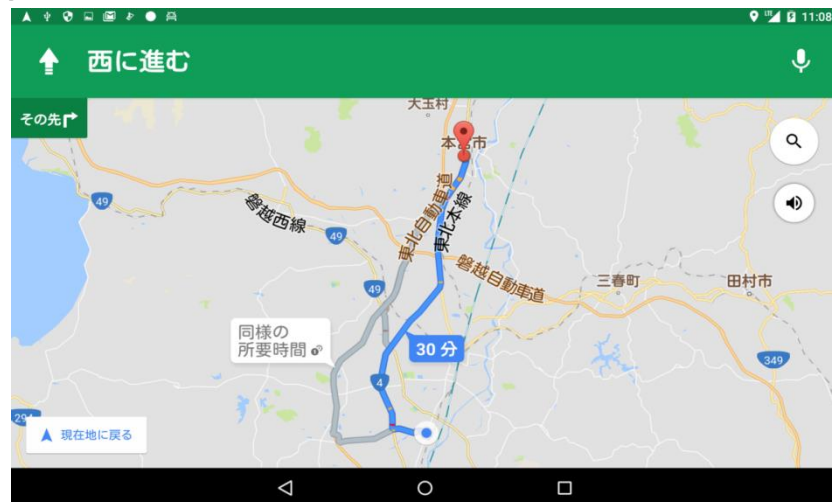 LTE 11:08
西に進む
その先
大玉村
本宮市
49
磐越西線
49
東北自動車道
東北本線
磐越自動車道
三春町
田村市
49
同様の
所要時間
30 分
349
4
294
現在地に戻る